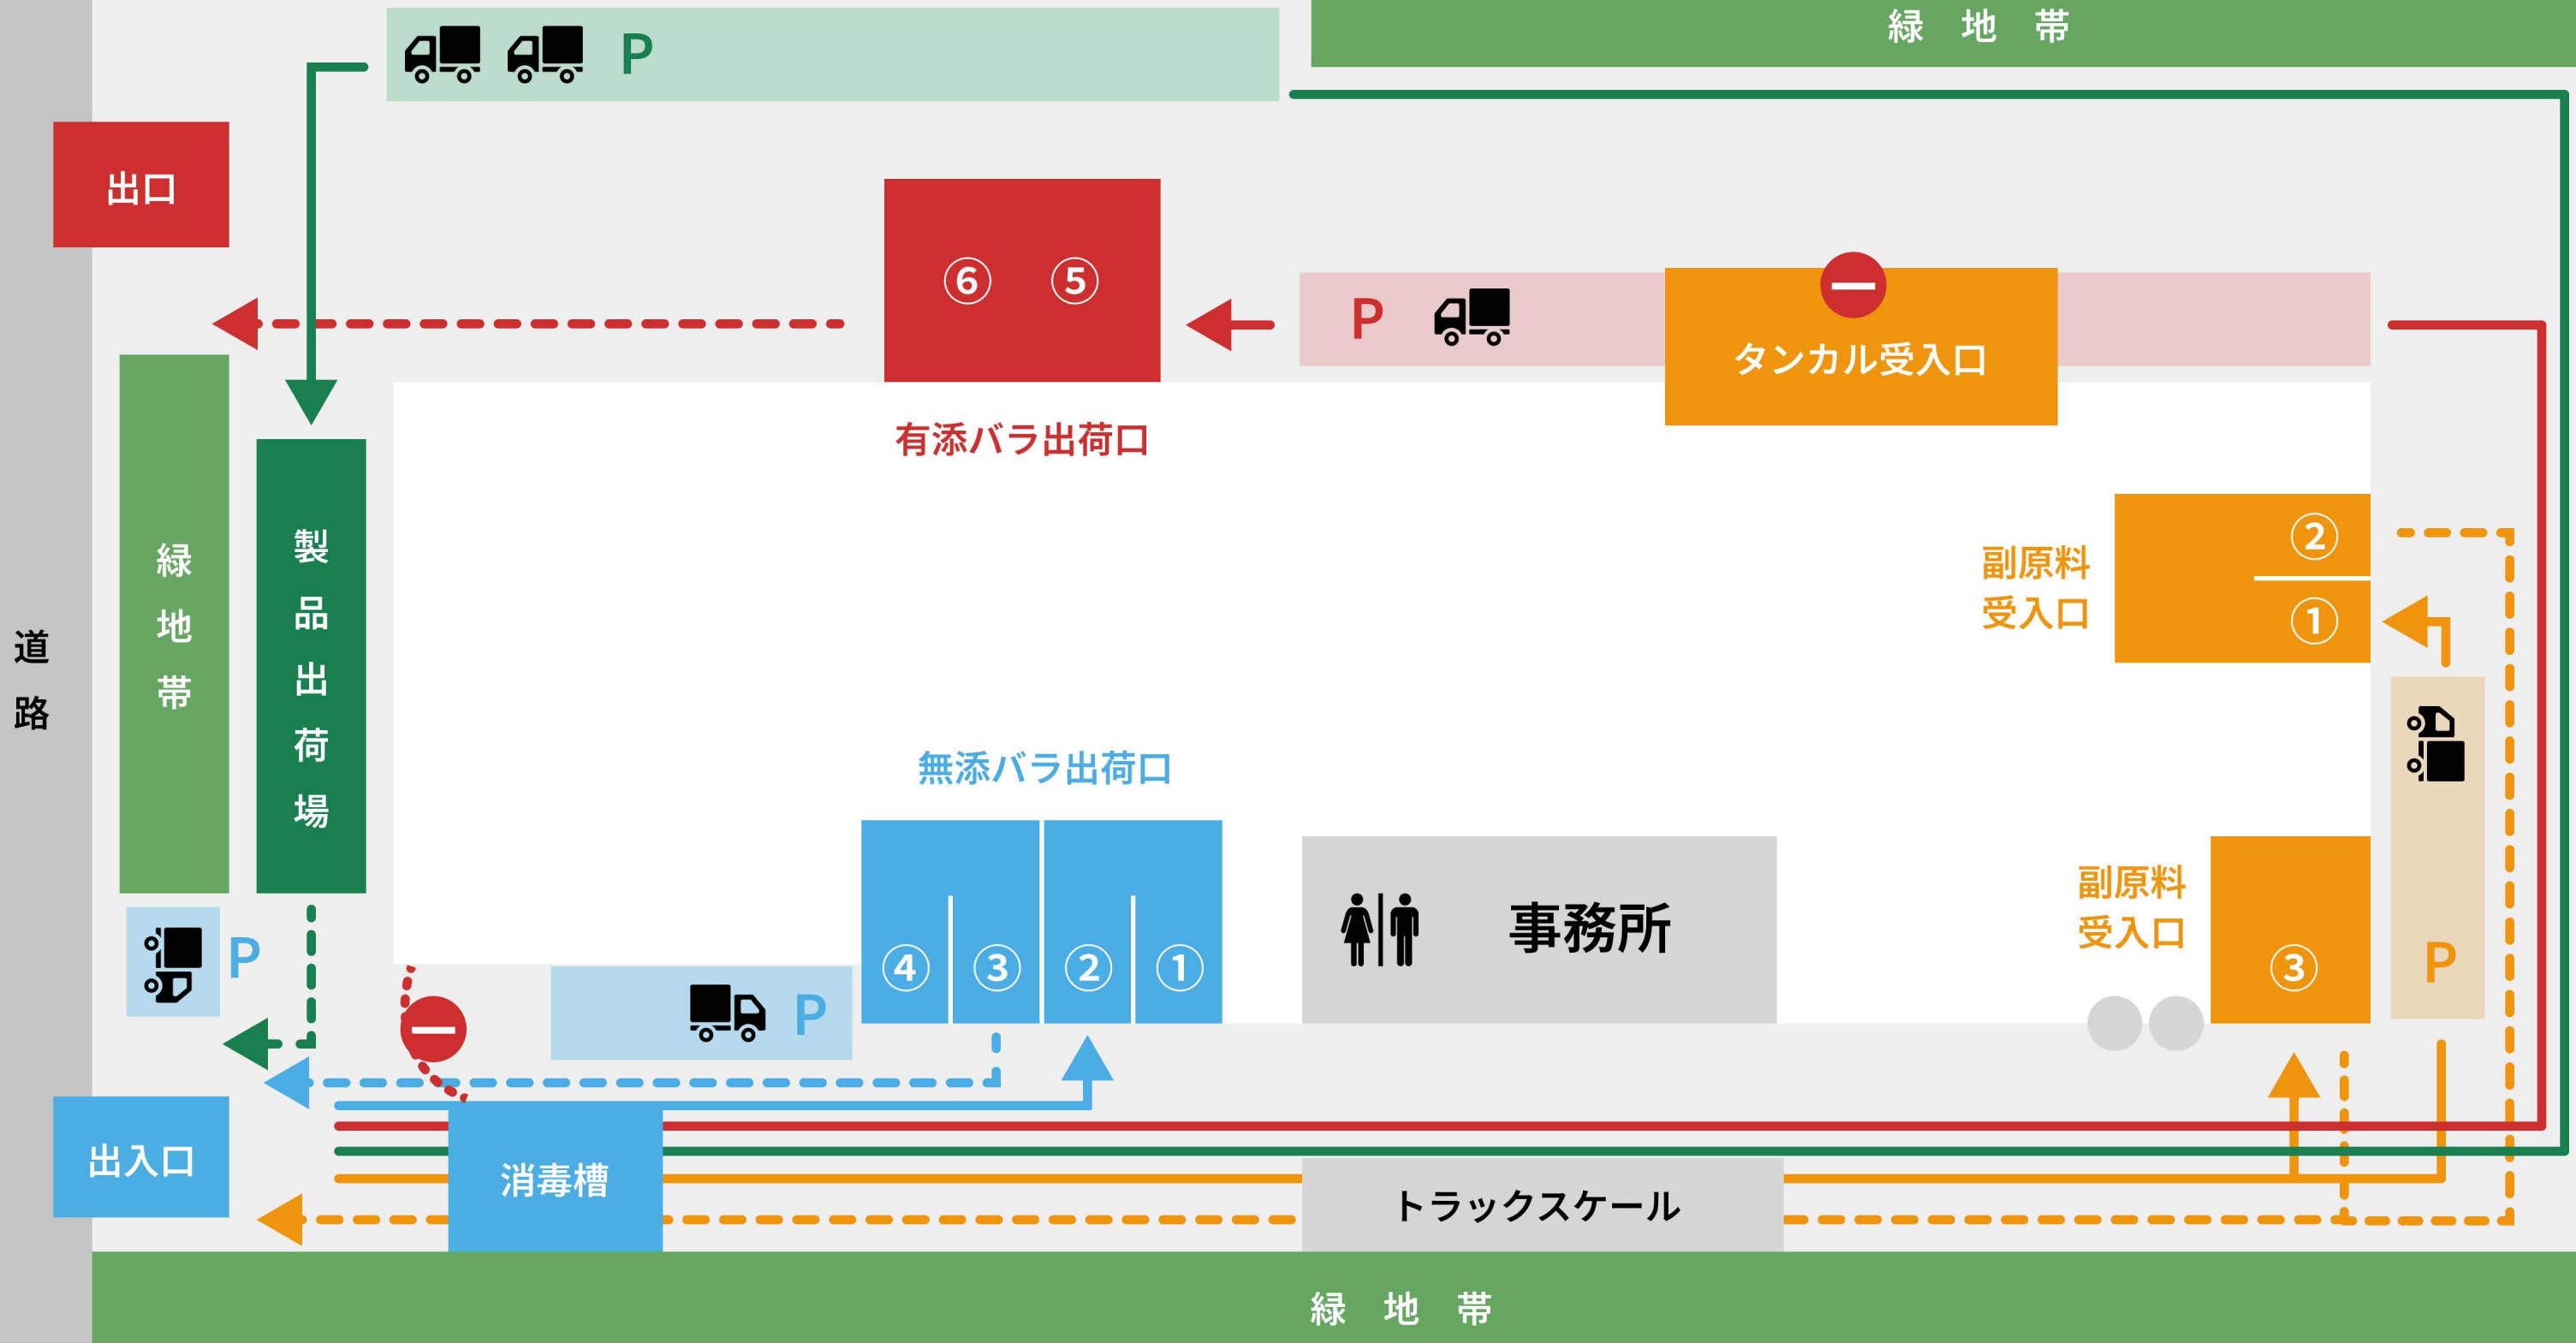 緑地帯
P
出口
⑥ ⑤
P
タンカル受入口
有添バラ出荷口
道路
緑地帯
製品出荷場
副原料
受入口
②
①
無添バラ出荷口
④ ③ ② ①
事務所
副原料
受入口
③
P
P
P
出入口
消毒槽
トラックスケール
緑地帯